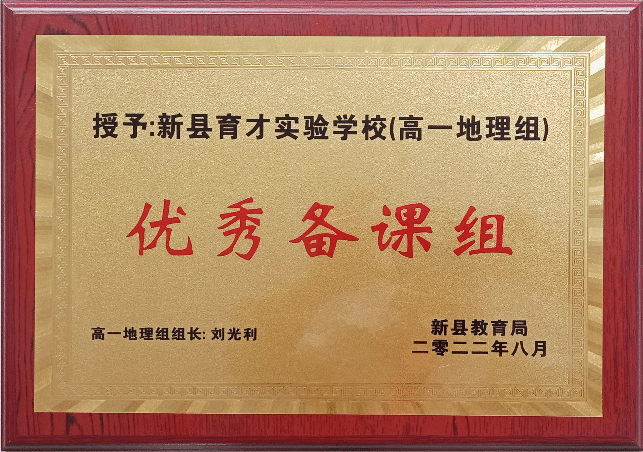 授予:新县育才实验学校(高一地理组)
优秀备课组
高一地理组组长: 刘光利
新县教育局
二零二二年八月